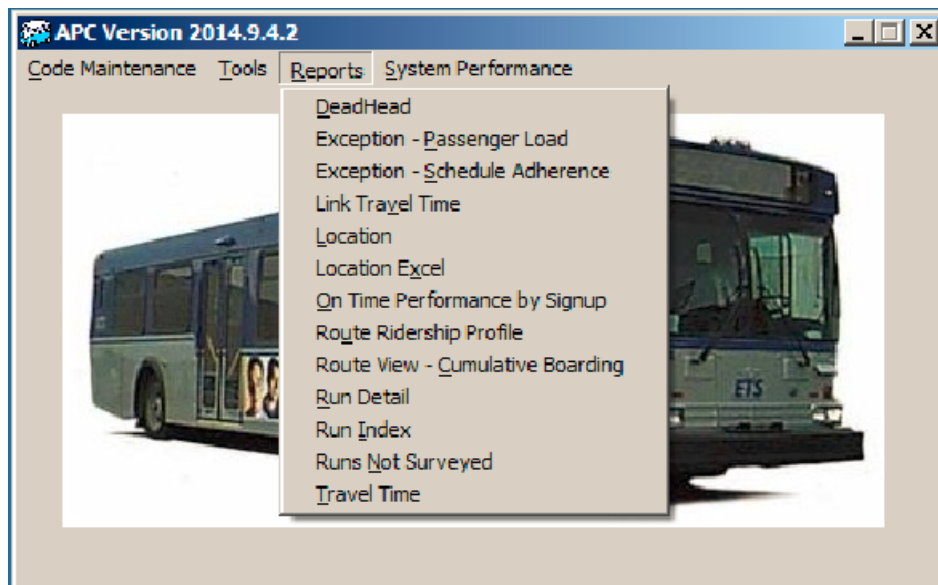 APC Version 2014.9.4.2
Code Maintenance Tools Reports System Performance
DeadHead
Exception - Passenger Load
Exception - Schedule Adherence
Link Travel Time
Location
Location Excel
On Time Performance by Signup
Route Ridership Profile
Route View - Cumulative Boarding
Run Detail
Run Index
Runs Not Surveyed
Travel Time
ETS